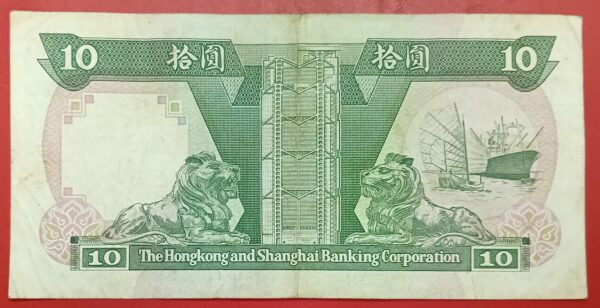 10 拾圓 拾圓 10
10 The Hongkong and Shanghai Banking Corporation 10